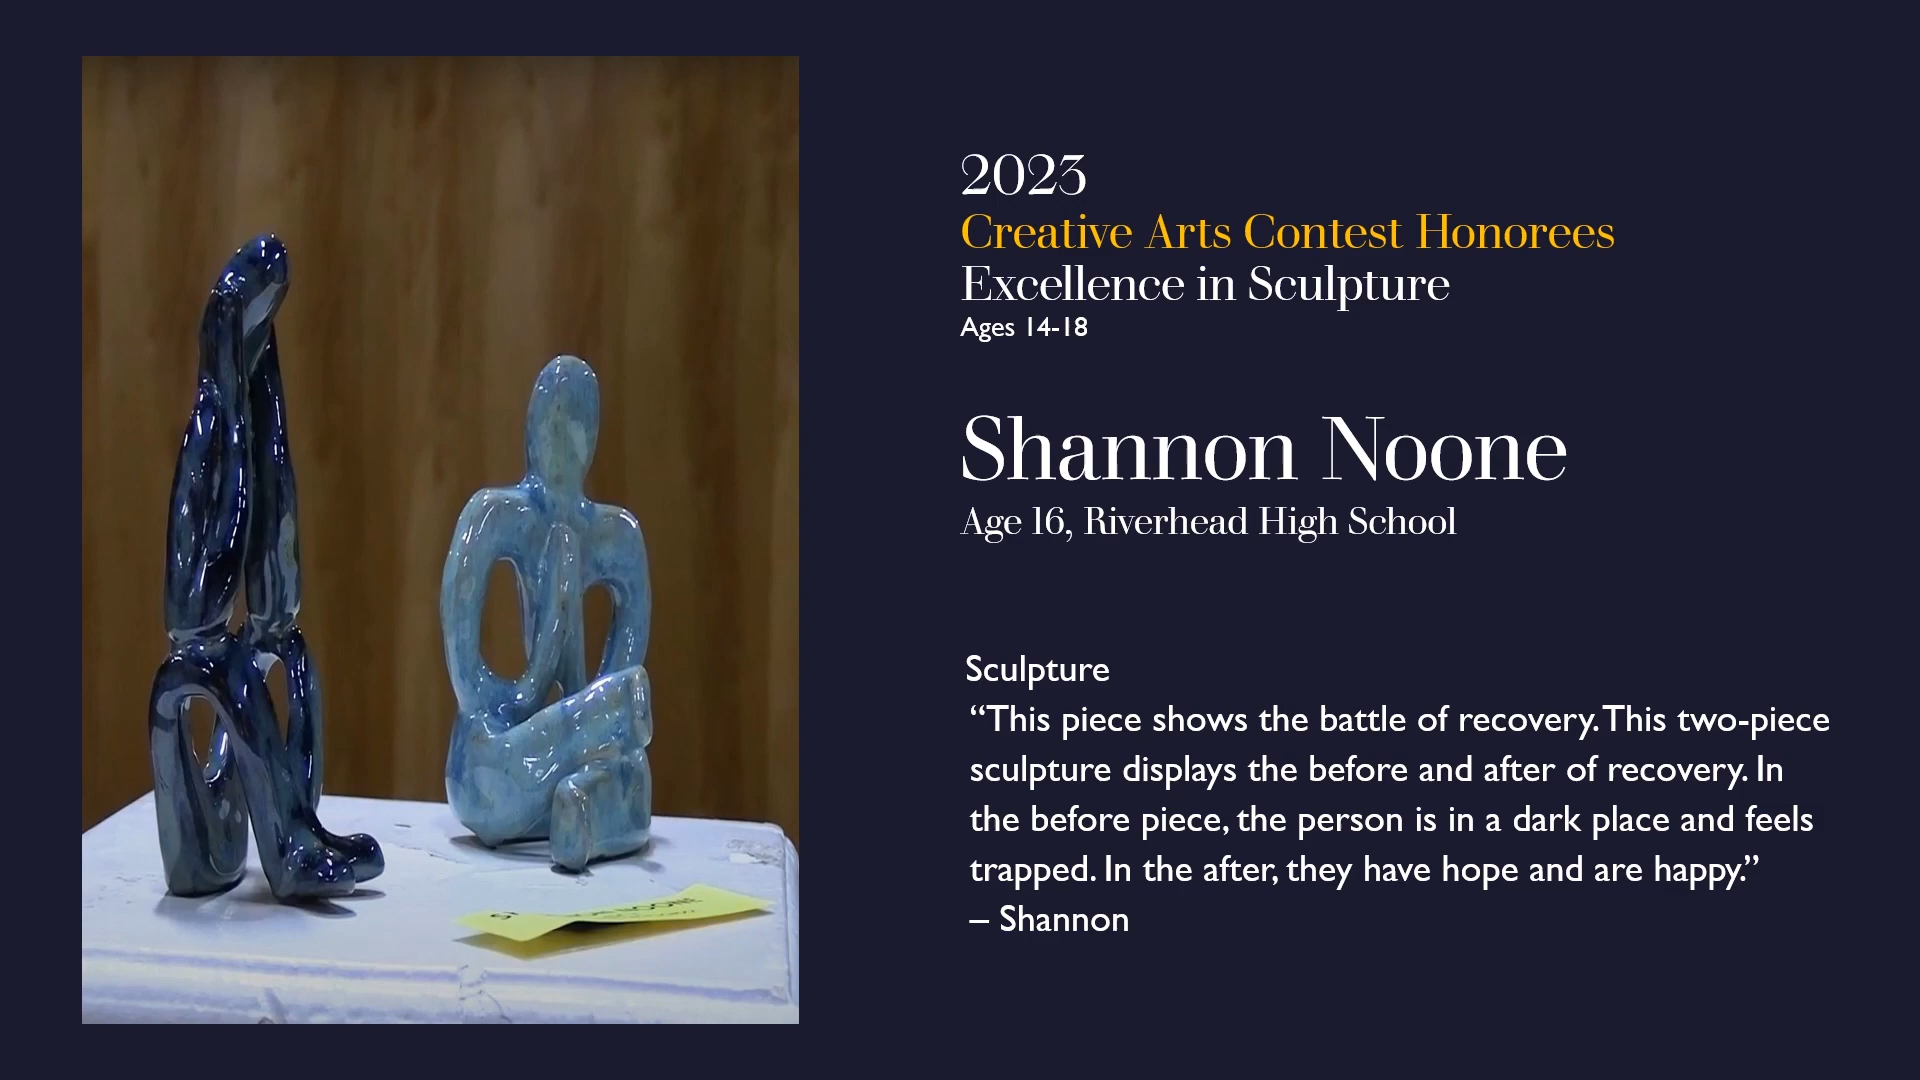 2023
Creative Arts Contest Honorees
Excellence in Sculpture
Ages 14-18
Shannon Noone
Age 16, Riverhead High School
Sculpture
“This piece shows the battle of recovery. This two-piece
sculpture displays the before and after of recovery. In
the before piece, the person is in a dark place and feels
trapped. In the after, they have hope and are happy.”
– Shannon
NOONE